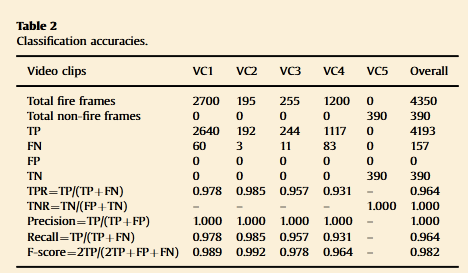 Table 2
Classification accuracies.
Video clips VC1 VC2 VC3 VC4 VC5 Overall
Total fire frames 2700 195 255 1200 0 4350
Total non-fire frames 0 0 0 0 390 390
TP 2640 192 244 1117 0 4193
FN 60 3 11 83 0 157
FP 0 0 0 0 0 0
TN 0 0 0 0 390 390
TPR=TP/(TP+FN) 0.978 0.985 0.957 0.931 – 0.964
TNR=TN/(FP+TN) – – – – 1.000 1.000
Precision=TP/(TP+FP) 1.000 1.000 1.000 1.000 – 1.000
Recall=TP/(TP+FN) 0.978 0.985 0.957 0.931 – 0.964
F-score=2TP/(2TP+FP+FN) 0.989 0.992 0.978 0.964 – 0.982